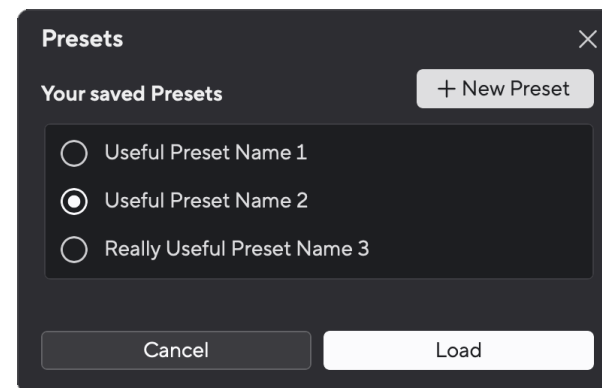 Presets
Your saved Presets
+ New Preset
Useful Preset Name 1
Useful Preset Name 2
Really Useful Preset Name 3
Cancel
Load